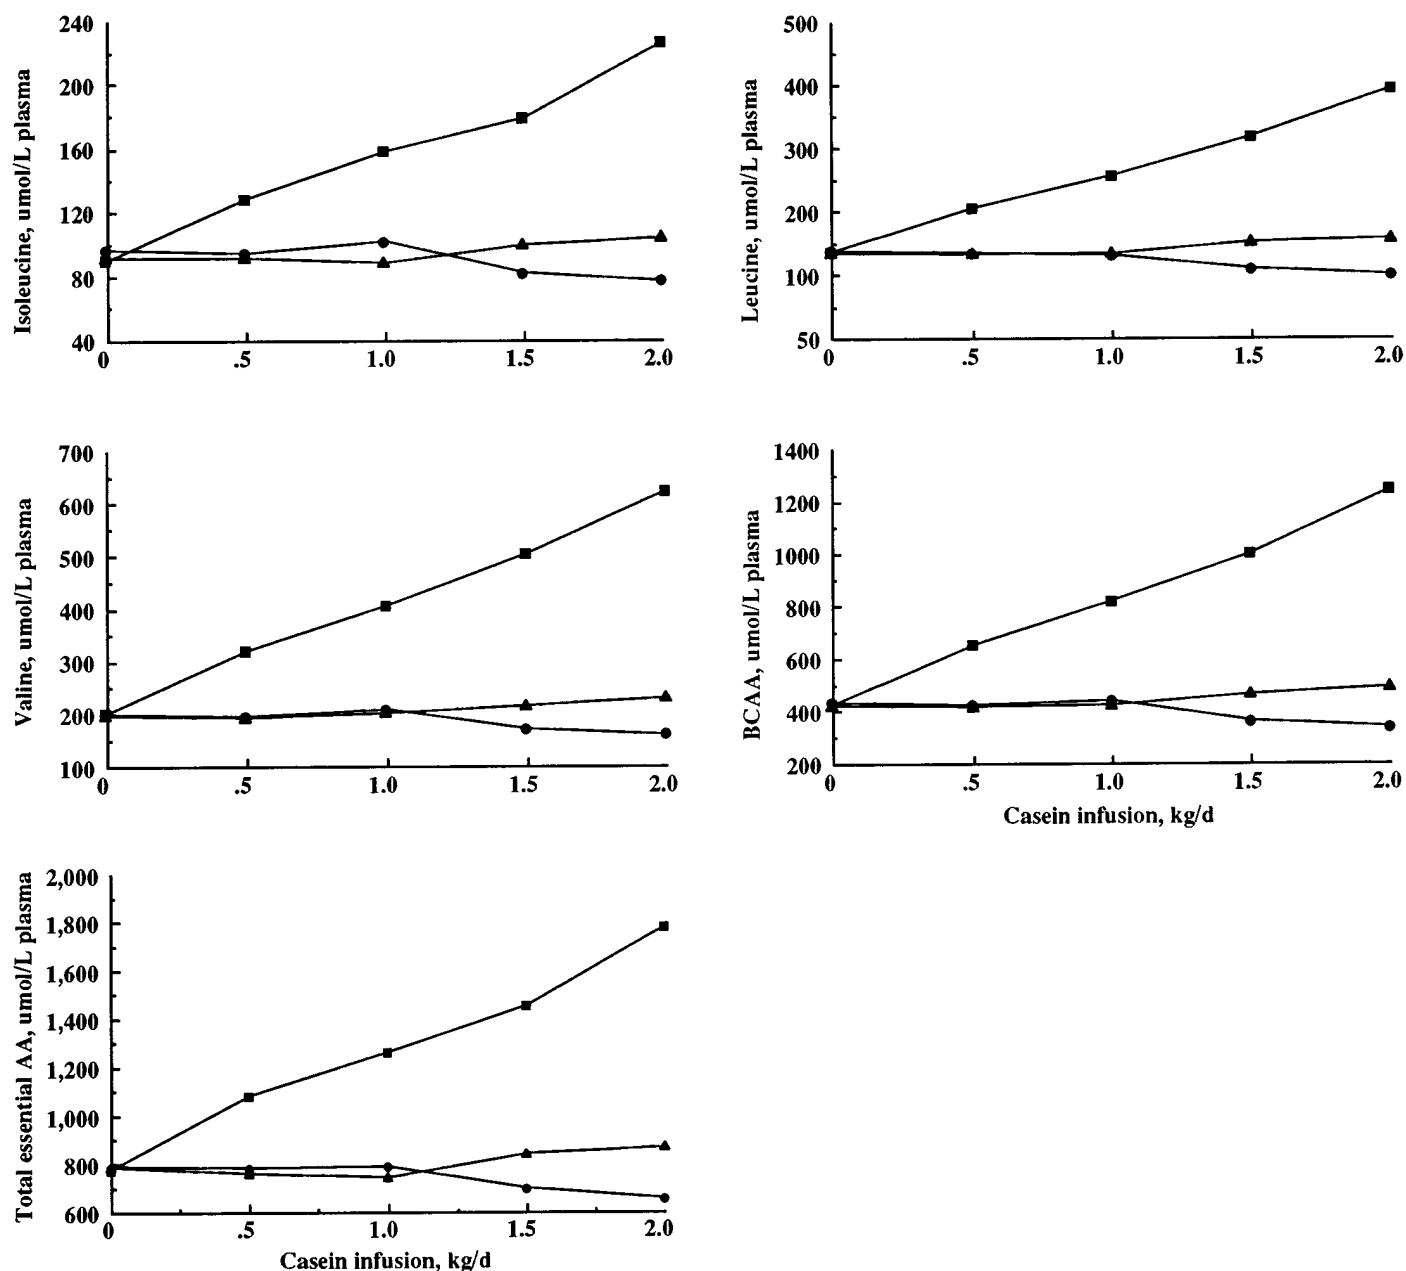 240
200
160
120
80
40
Isoleucine, umol/L plasma
0 .5 1.0 1.5 2.0
500
400
300
200
100
50
Leucine, umol/L plasma
0 .5 1.0 1.5 2.0
700
600
500
400
300
200
100
Valine, umol/L plasma
0 .5 1.0 1.5 2.0
1400
1200
1000
800
600
400
200
BCAA, umol/L plasma
0 .5 1.0 1.5 2.0
Casein infusion, kg/d
2,000
1,800
1,600
1,400
1,200
1,000
800
600
Total essential AA, umol/L plasma
0 .5 1.0 1.5 2.0
Casein infusion, kg/d